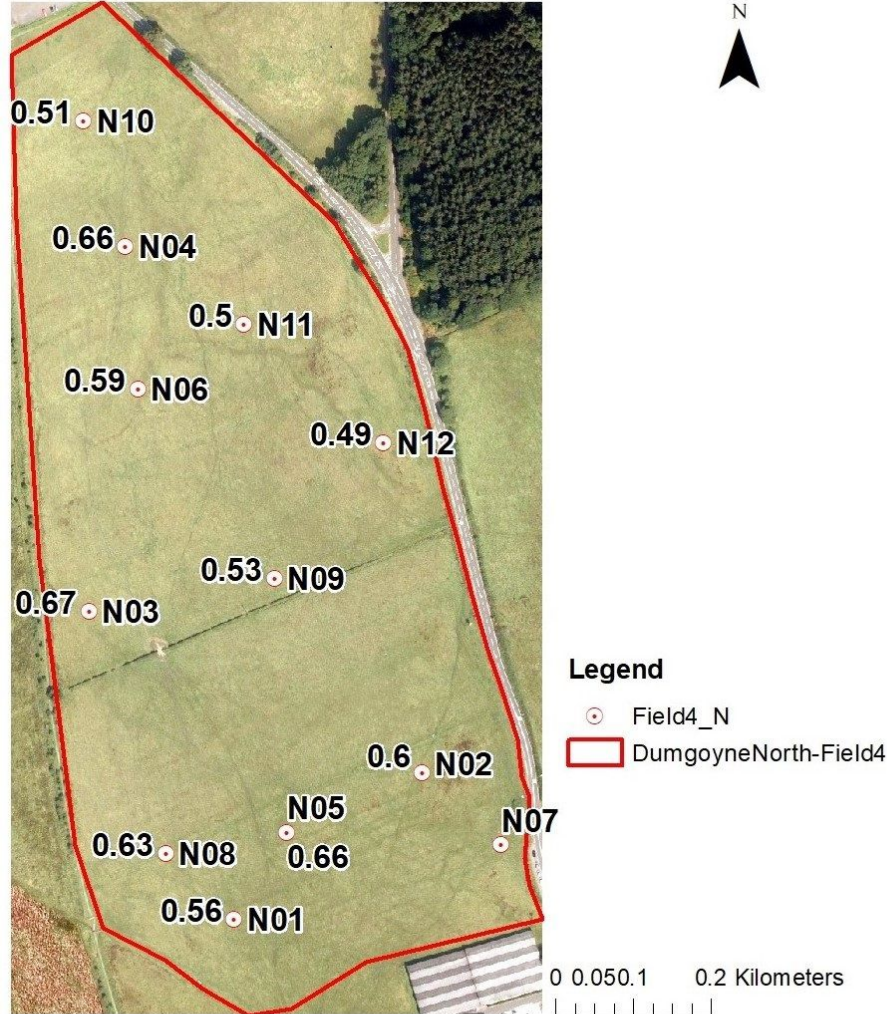 N
0.51 N10
0.66 N04
0.5 N11
0.59 N06
0.49 N12
0.53 N09
0.67 N03
0.6 N02
N05
0.66
N07
0.63 N08
0.56 N01
Legend
Field4_N
DumgoyneNorth-Field4
0 0.050.1 0.2 Kilometers